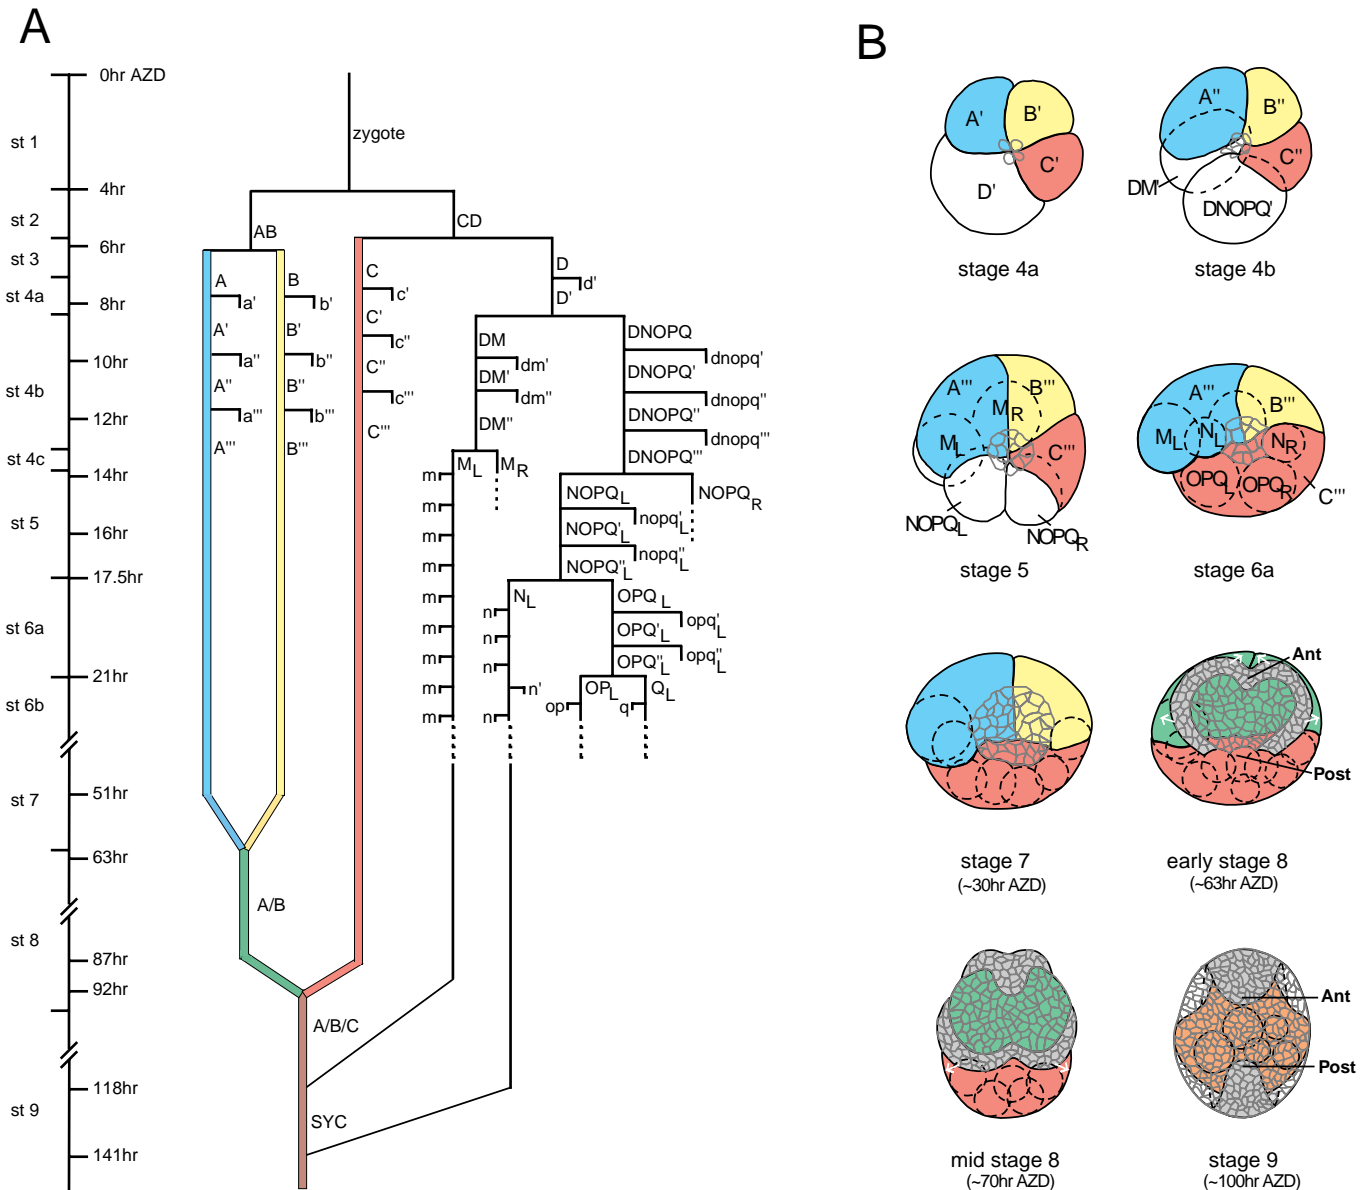 A
0hr AZD
st 1
zygote
4hr
st 2
AB
CD
6hr
st 3
st 4a
8hr
A
a'
A'
a''
A''
a'''
A'''
B
b'
B'
b''
B''
b'''
B'''
C
c'
C'
c''
C''
c'''
C'''
D
d'
D'
10hr
st 4b
12hr
st 4c
14hr
DM
dm'
DM'
dm''
DM''
ML
MR
DNOPQ
dnopq'
DNOPQ'
dnopq''
DNOPQ''
dnopq'''
DNOPQ'''
NOPQL
NOPQR
nopq'L
NOPQ'L
nopq''L
NOPQ''L
st 5
16hr
17.5hr
m
m
m
m
m
m
m
m
m
st 6a
NL
n
n
n
n'
n
OPQ L
opq'L
OPQ'L
opq''L
OPQ''L
21hr
st 6b
OPL
QL
op
q
st 7
51hr
63hr
A/B
st 8
87hr
92hr
A/B/C
118hr
st 9
SYC
141hr
B
A'
B'
C'
D'
stage 4a
A''
B''
C''
DM'
DNOPQ'
stage 4b
A'''
B'''
MR
ML
C'''
NOPQL
NOPQR
stage 5
A'''
B'''
ML
NL
NR
OPQL
OPQR
C'''
stage 6a
stage 7
(~30hr AZD)
Ant
Post
early stage 8
(~63hr AZD)
mid stage 8
(~70hr AZD)
Ant
Post
stage 9
(~100hr AZD)